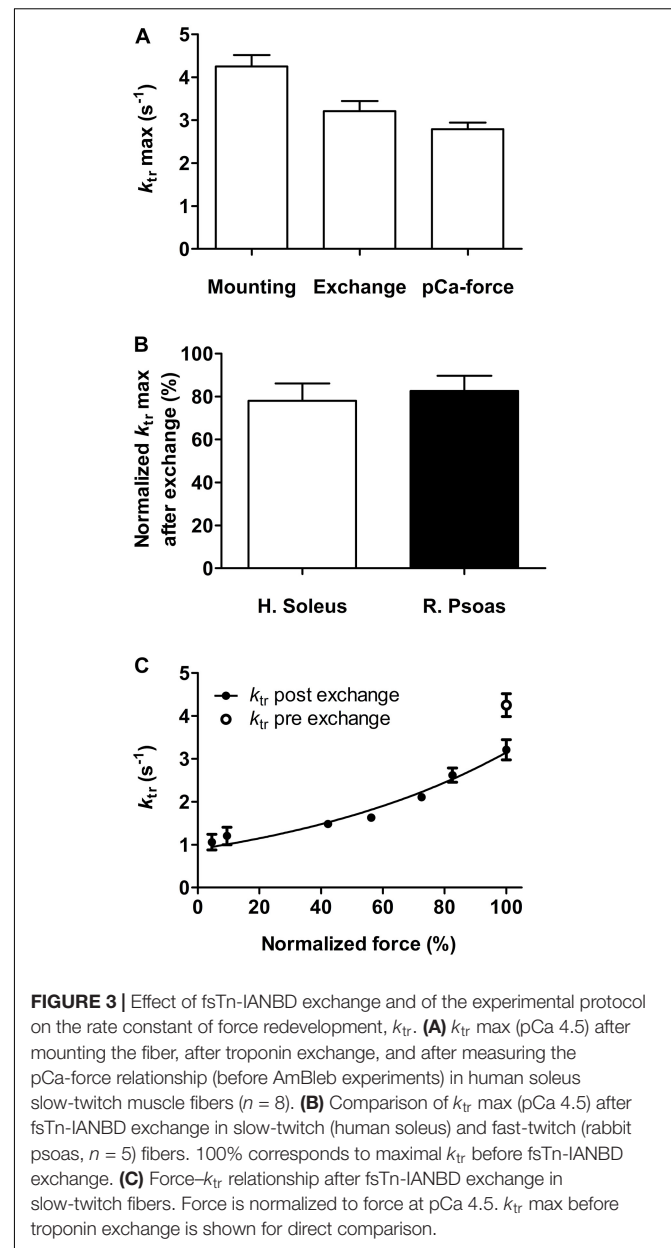 A
5
4
3
2
1
0
k_tr max (s⁻¹)
Mounting Exchange pCa-force
B
100
80
60
40
20
0
Normalized k_tr max
after exchange (%)
H. Soleus R. Psoas
C
5
4
3
2
1
0
k_tr (s⁻¹)
k_tr post exchange
k_tr pre exchange
0 20 40 60 80 100
Normalized force (%)
FIGURE 3 | Effect of fsTn-IANBD exchange and of the experimental protocol
on the rate constant of force redevelopment, k_tr. (A) k_tr max (pCa 4.5) after
mounting the fiber, after troponin exchange, and after measuring the
pCa-force relationship (before AmBleb experiments) in human soleus
slow-twitch muscle fibers (n = 8). (B) Comparison of k_tr max (pCa 4.5) after
fsTn-IANBD exchange in slow-twitch (human soleus) and fast-twitch (rabbit
psoas, n = 5) fibers. 100% corresponds to maximal k_tr before fsTn-IANBD
exchange. (C) Force–k_tr relationship after fsTn-IANBD exchange in
slow-twitch fibers. Force is normalized to force at pCa 4.5. k_tr max before
troponin exchange is shown for direct comparison.